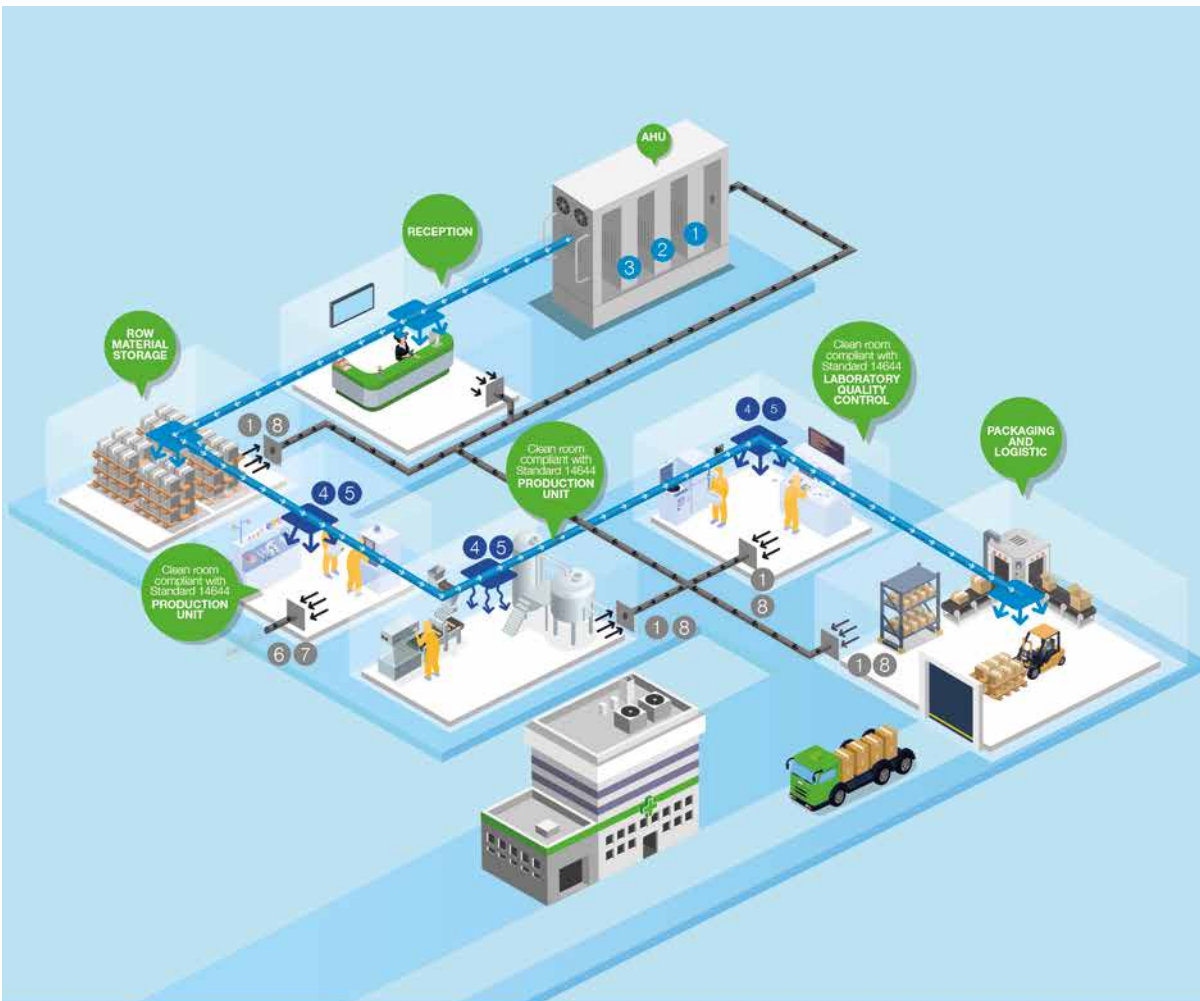 AHU
3
2
1
RECEPTION
ROW
MATERIAL
STORAGE
1 8
Clean room
compliant with
Standard 14644
LABORATORY
QUALITY
CONTROL
4 5
PACKAGING
AND
LOGISTIC
Clean room
compliant with
Standard 14644
PRODUCTION
UNIT
4 5
4 5
Clean room
compliant with
Standard 14644
PRODUCTION
UNIT
6 7
1 8
1
8
1 8